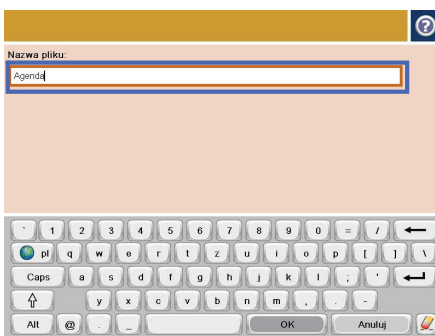 ?
Nazwa pliku:
Agenda
` 1 2 3 4 5 6 7 8 9 0 = /
pl q w e r t z u i o p [ ] \
Caps a s d f g h j k l ; '
y x c v b n m , . -
Alt @ . _ OK Anuluj